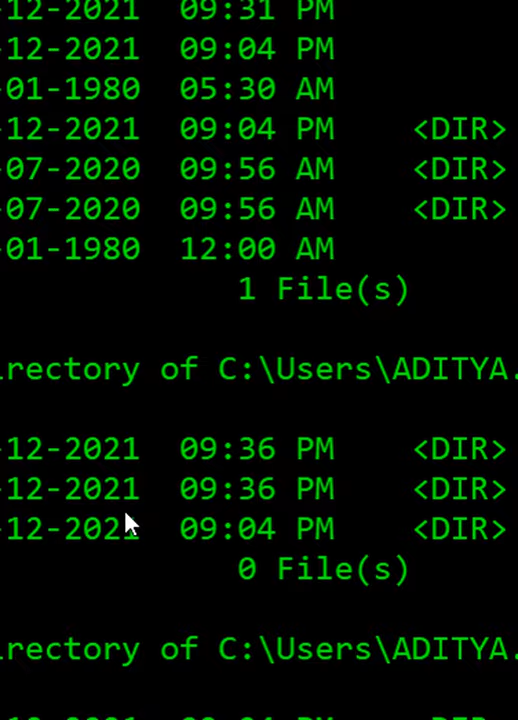 -12-2021 09:31 PM
-12-2021 09:04 PM
-01-1980 05:30 AM
-12-2021 09:04 PM <DIR>
-07-2020 09:56 AM <DIR>
-07-2020 09:56 AM <DIR>
-01-1980 12:00 AM
1 File(s)
irectory of C:\Users\ADITYA.
-12-2021 09:36 PM <DIR>
-12-2021 09:36 PM <DIR>
-12-2021 09:04 PM <DIR>
0 File(s)
irectory of C:\Users\ADITYA.